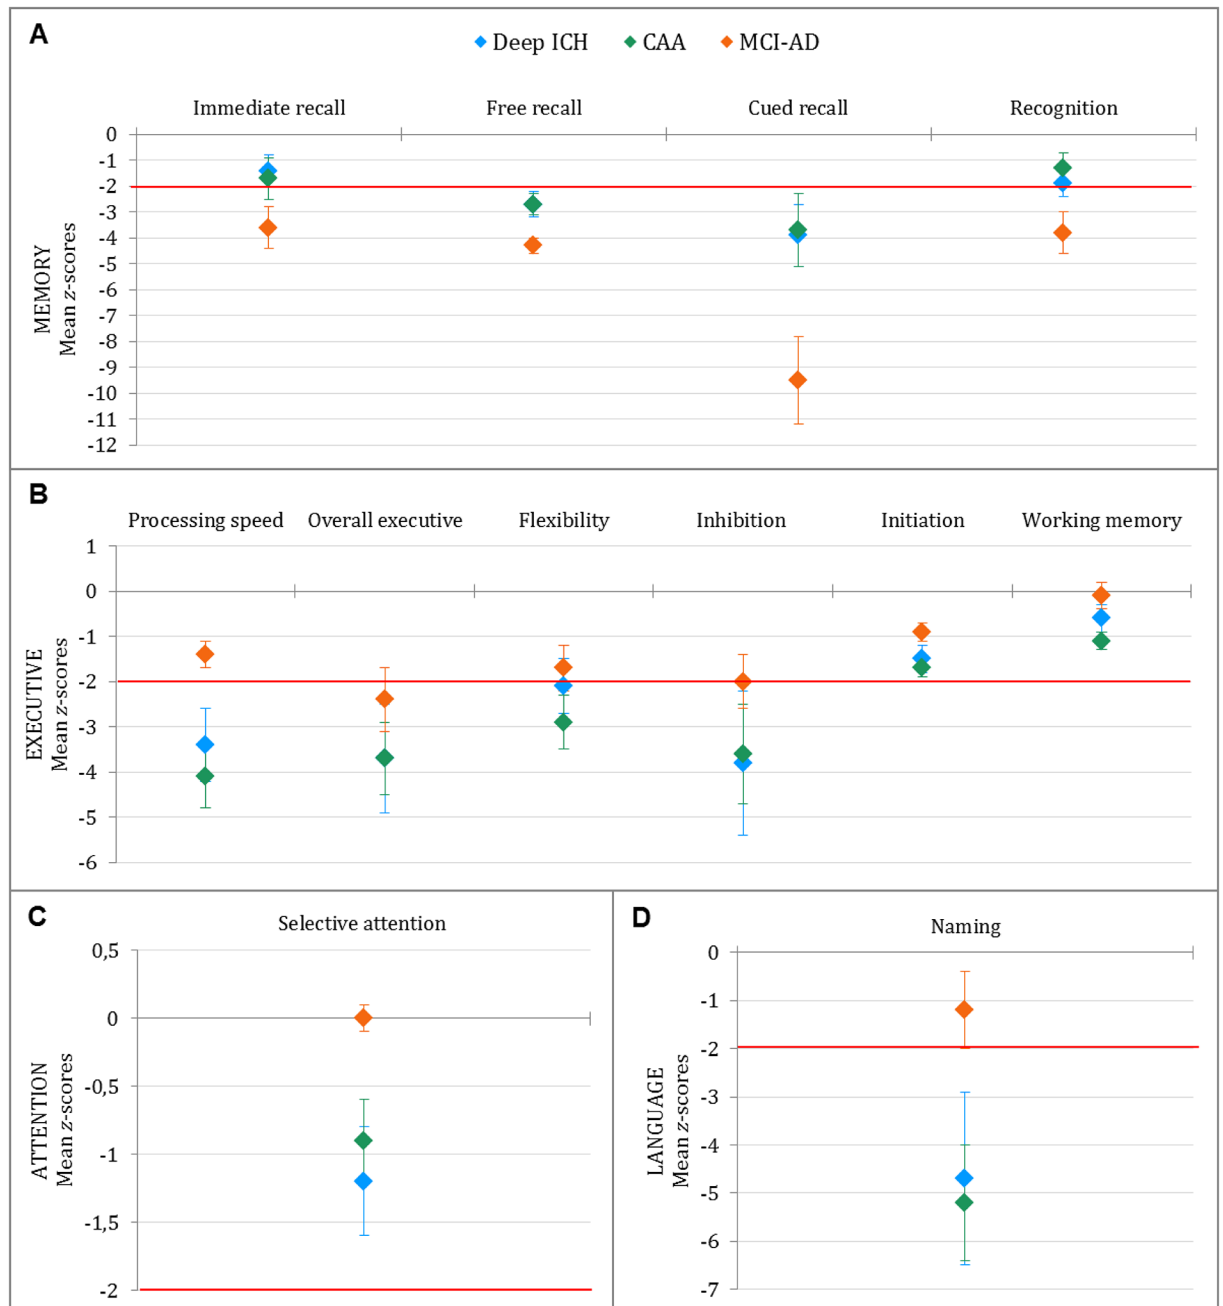 A
Deep ICH CAA MCI-AD
Immediate recall Free recall Cued recall Recognition
0
-1
-2
-3
-4
-5
-6
-7
-8
-9
-10
-11
-12
MEMORY
Mean z-scores
B
Processing speed Overall executive Flexibility Inhibition Initiation Working memory
1
0
-1
-2
-3
-4
-5
-6
EXECUTIVE
Mean z-scores
C
Selective attention
0,5
0
-0,5
-1
-1,5
-2
ATTENTION
Mean z-scores
D
Naming
0
-1
-2
-3
-4
-5
-6
-7
LANGUAGE
Mean z-scores